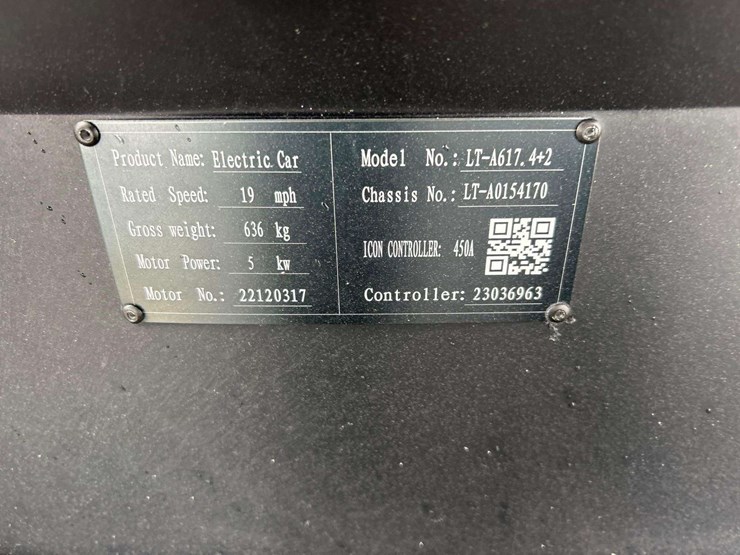 Product Name: Electric Car
Rated Speed: 19 mph
Gross weight: 636 kg
Motor Power: 5 kw
Motor No.: 22120317
Model No.: LT-A617.4+2
Chassis No.: LT-A0154170
ICON CONTROLLER: 450A
Controller: 23036963